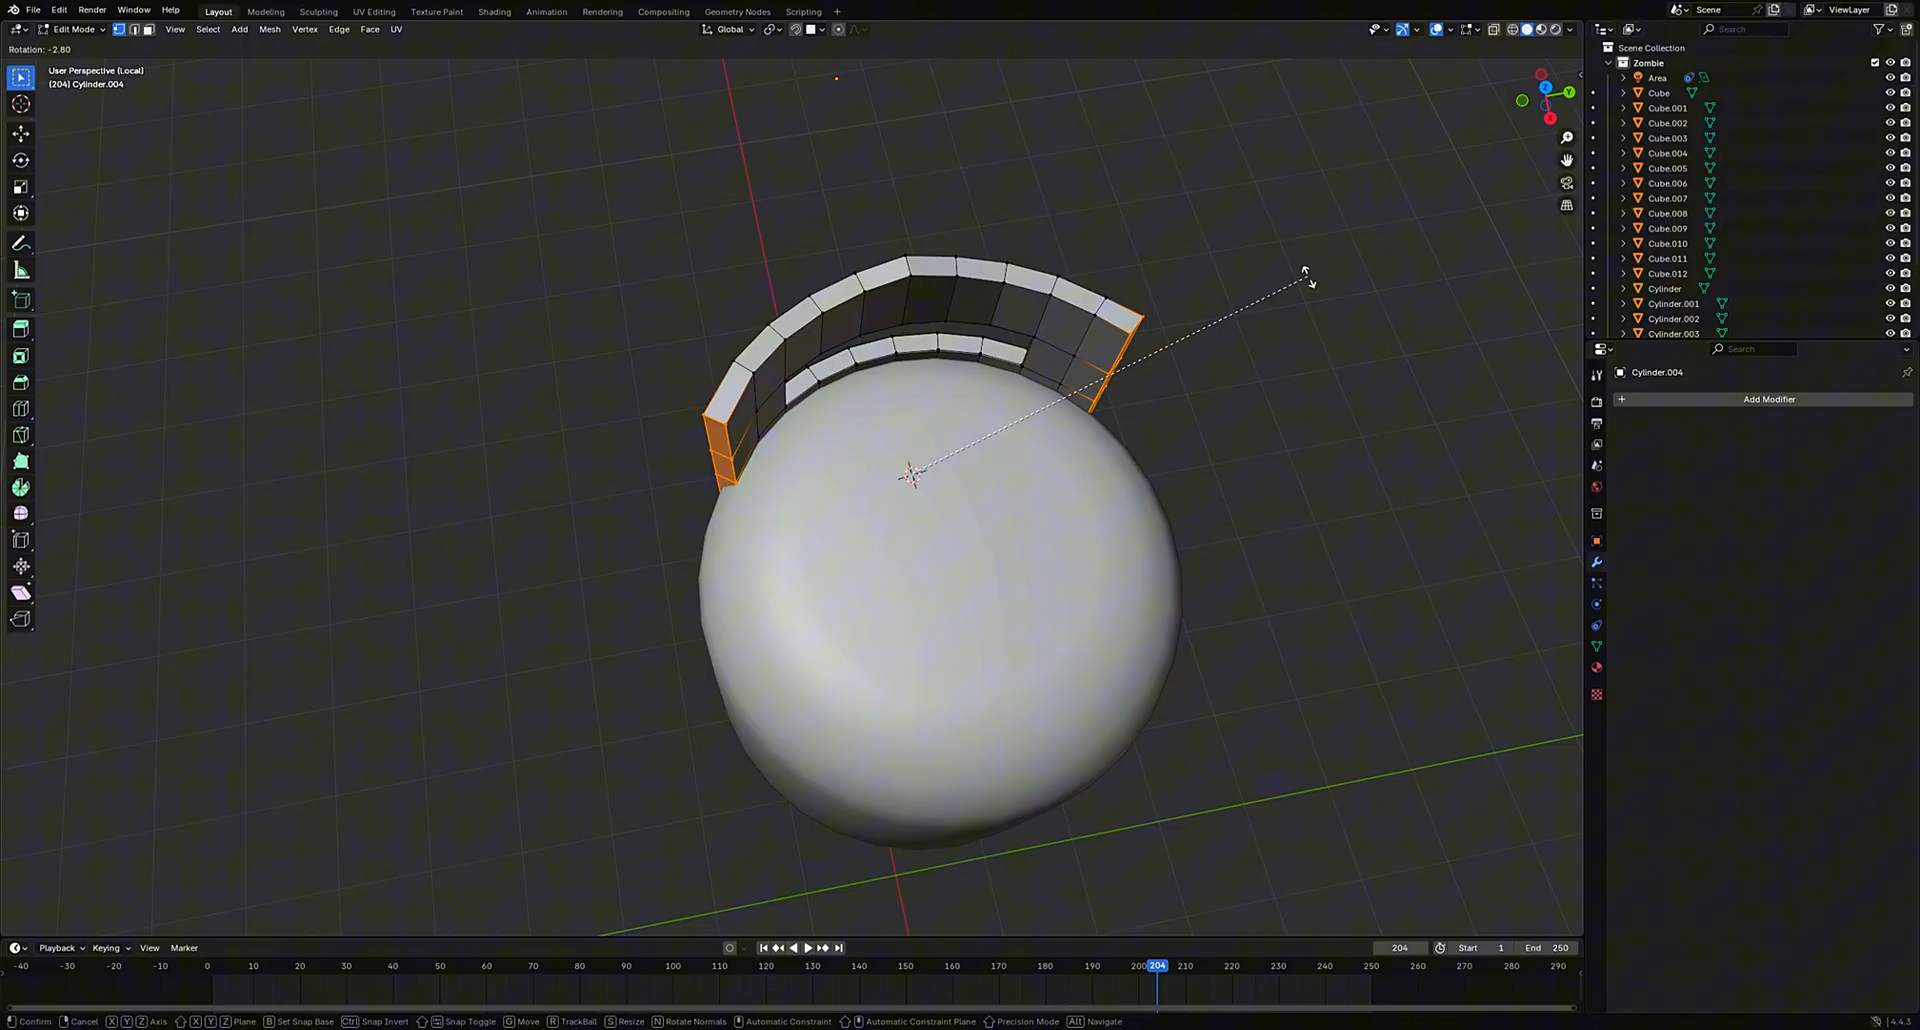 File Edit Render Window Help Layout Modeling Sculpting UV Editing Texture Paint Shading Animation Rendering Compositing Geometry Nodes Scripting + Scene ViewLayer
Edit Mode View Select Add Mesh Vertex Edge Face UV Global Search
Rotation: -2.80
User Perspective (Local)
(204) Cylinder.004
Z
Y
X
Scene Collection
Zombie
Area
Cube
Cube.001
Cube.002
Cube.003
Cube.004
Cube.005
Cube.006
Cube.007
Cube.008
Cube.009
Cube.010
Cube.011
Cube.012
Cylinder
Cylinder.001
Cylinder.002
Cylinder.003
Search
Cylinder.004
+ Add Modifier
Playback Keying View Marker 204 Start 1 End 250
-40 -30 -20 -10 0 10 20 30 40 50 60 70 80 90 100 110 120 130 140 150 160 170 180 190 200 204 210 220 230 240 250 260 270 280 290
Confirm Cancel X Y Z Axis X Y Z Plane B Set Snap Base Ctrl Snap Invert Snap Toggle G Move R TrackBall S Resize N Rotate Normals Automatic Constraint Automatic Constraint Plane Precision Mode Alt Navigate 4.4.3